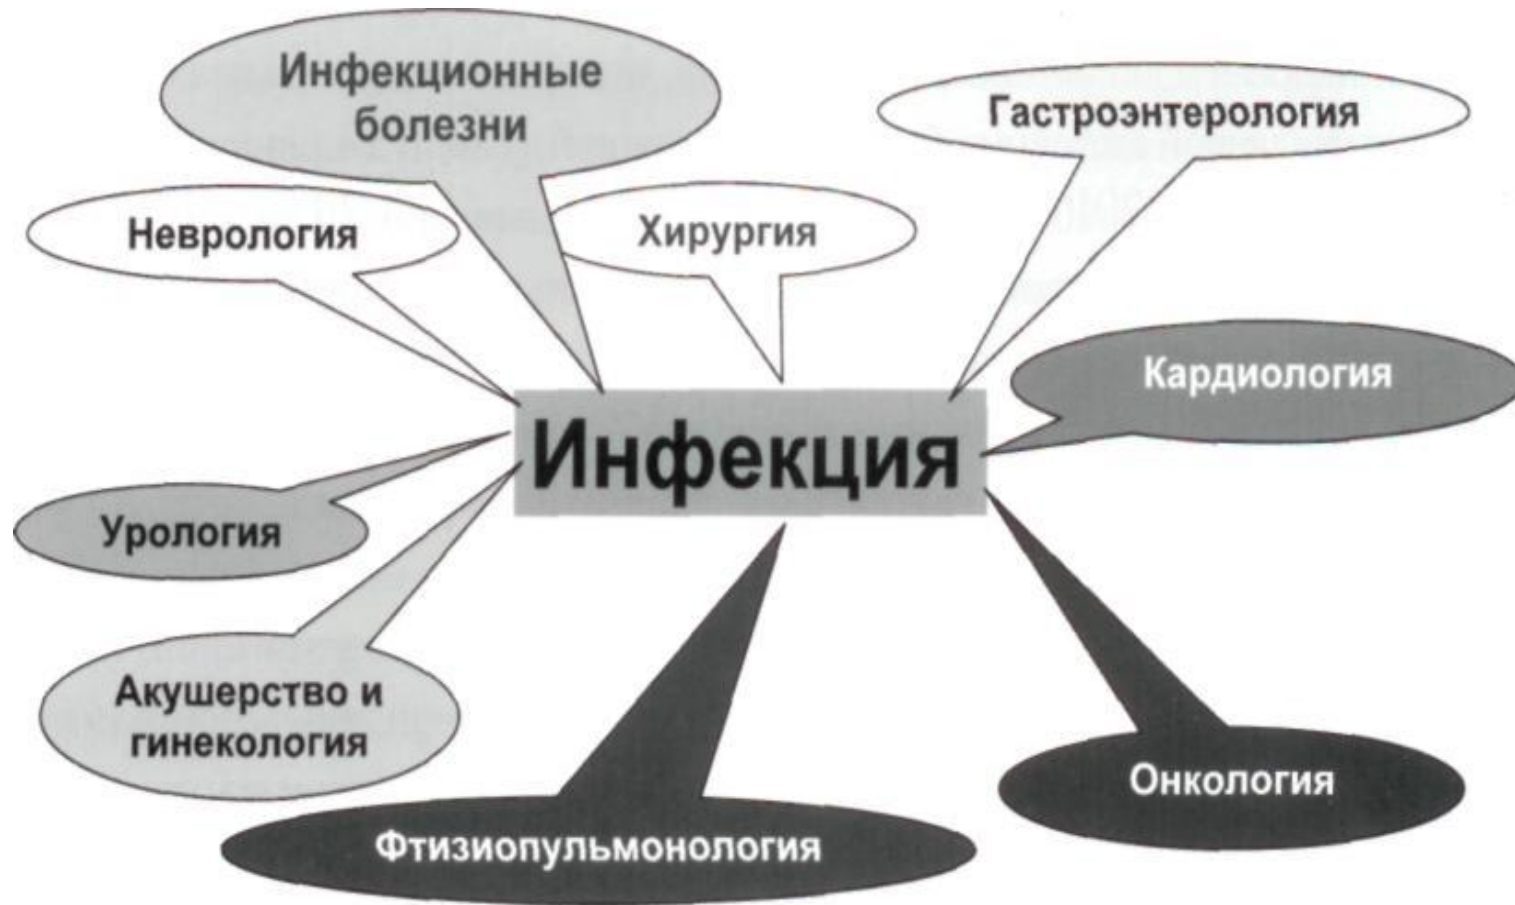 Инфекционные
болезни
Гастроэнтерология
Неврология
Хирургия
Кардиология
Инфекция
Урология
Акушерство и
гинекология
Онкология
Фтизиопульмонология